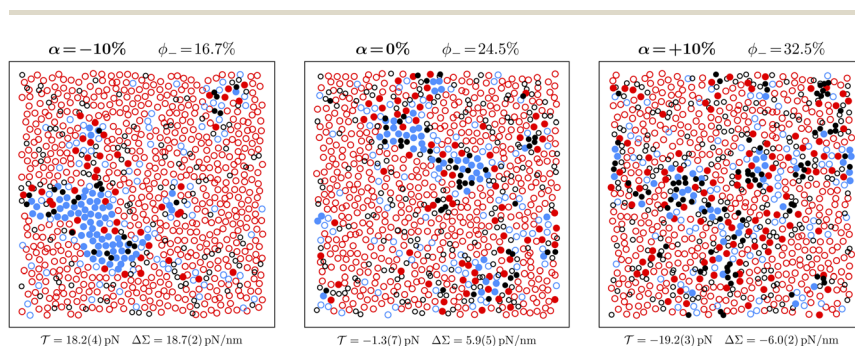 α = −10% ϕ₋ = 16.7% α = 0% ϕ₋ = 24.5% α = +10% ϕ₋ = 32.5%
𝒯 = 18.2(4) pN ΔΣ = 18.7(2) pN/nm 𝒯 = −1.3(7) pN ΔΣ = 5.9(5) pN/nm 𝒯 = −19.2(3) pN ΔΣ = −6.0(2) pN/nm